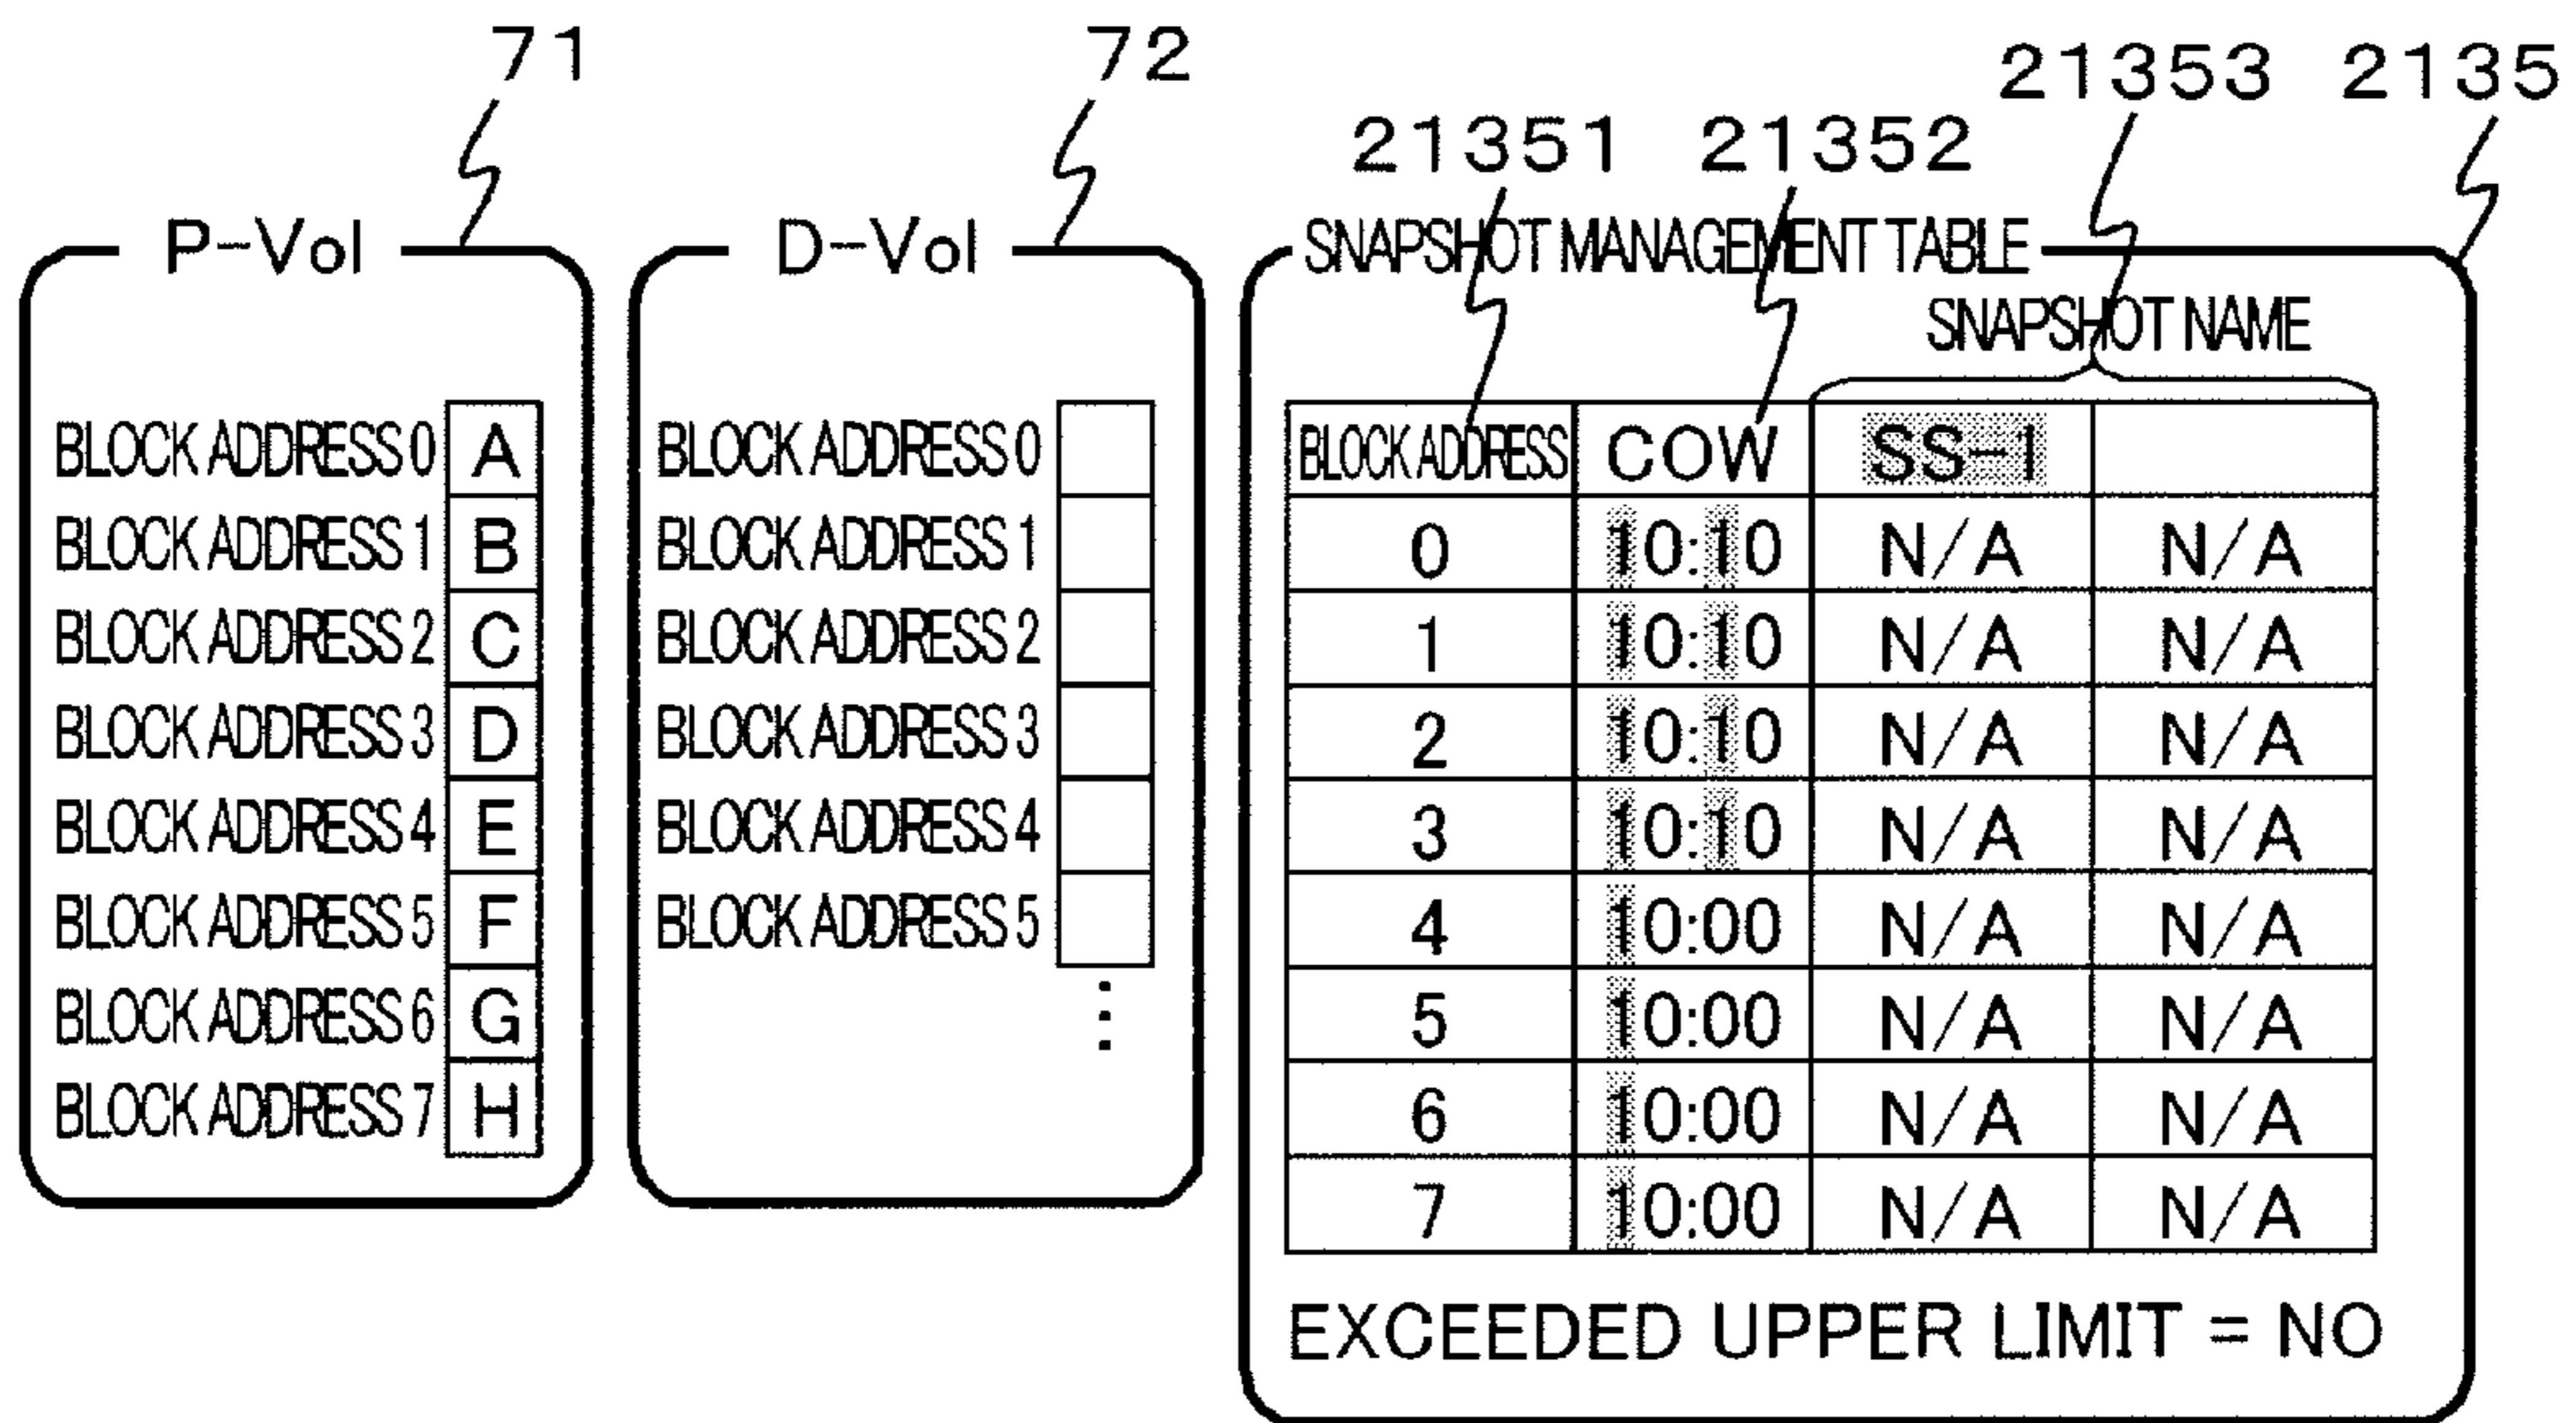 71
72
21353 2135
21351 21352
P-Vol
D-Vol
SNAPSHOT MANAGEMENT TABLE
SNAPSHOT NAME
BLOCK ADDRESS 0 A
BLOCK ADDRESS 1 B
BLOCK ADDRESS 2 C
BLOCK ADDRESS 3 D
BLOCK ADDRESS 4 E
BLOCK ADDRESS 5 F
BLOCK ADDRESS 6 G
BLOCK ADDRESS 7 H
BLOCK ADDRESS 0
BLOCK ADDRESS 1
BLOCK ADDRESS 2
BLOCK ADDRESS 3
BLOCK ADDRESS 4
BLOCK ADDRESS 5
⋮
BLOCK ADDRESS COW SS-1
0 10:10 N/A N/A
1 10:10 N/A N/A
2 10:10 N/A N/A
3 10:10 N/A N/A
4 10:00 N/A N/A
5 10:00 N/A N/A
6 10:00 N/A N/A
7 10:00 N/A N/A
EXCEEDED UPPER LIMIT = NO